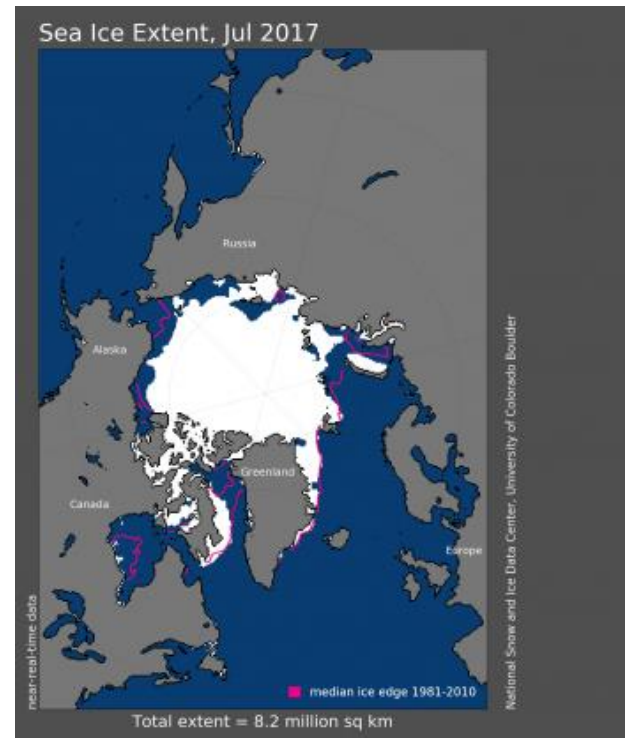 Sea Ice Extent, Jul 2017
Russia
Alaska
Greenland
Canada
Europe
near-real-time data
National Snow and Ice Data Center, University of Colorado Boulder
median ice edge 1981-2010
Total extent = 8.2 million sq km